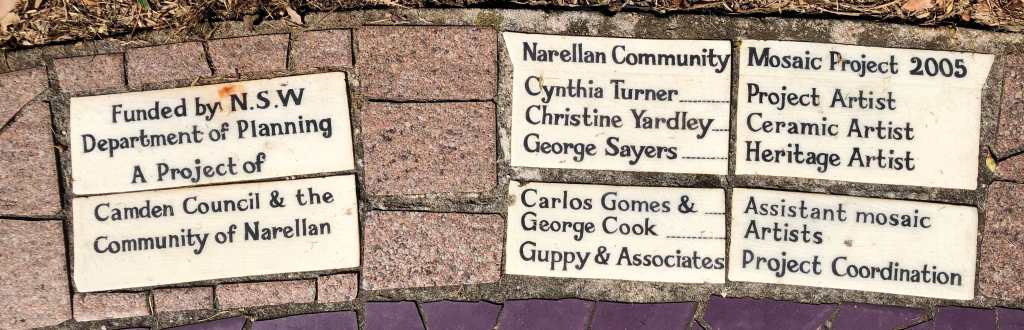 Funded by N.S.W
Department of Planning
A Project of
Camden Council & the
Community of Narellan
Narellan Community Mosaic Project 2005
Cynthia Turner Project Artist
Christine Yardley Ceramic Artist
George Sayers Heritage Artist
Carlos Gomes & Assistant mosaic
George Cook Artists
Guppy & Associates Project Coordination